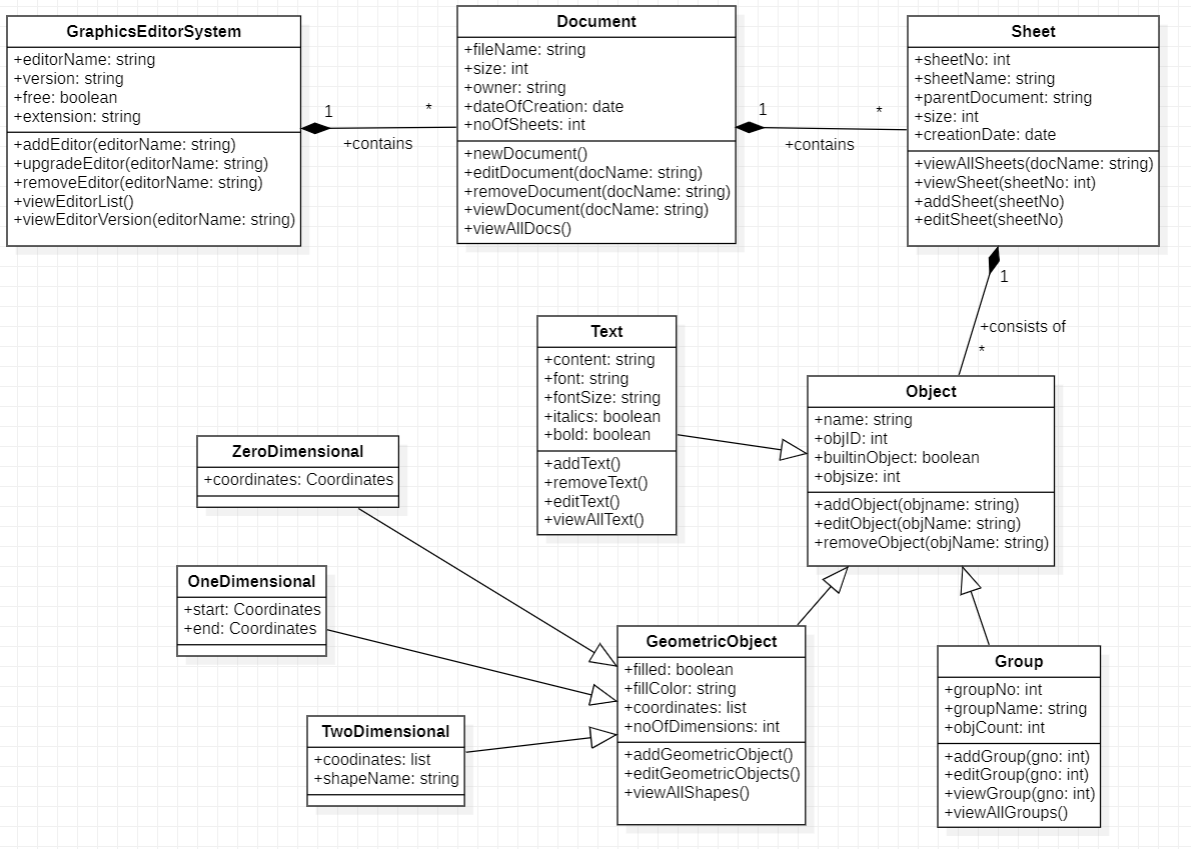 GraphicsEditorSystem
+editorName: string
+version: string
+free: boolean
+extension: string
+addEditor(editorName: string)
+upgradeEditor(editorName: string)
+removeEditor(editorName: string)
+viewEditorList()
+viewEditorVersion(editorName: string)
1
*
+contains
Document
+fileName: string
+size: int
+owner: string
+dateOfCreation: date
+noOfSheets: int
+newDocument()
+editDocument(docName: string)
+removeDocument(docName: string)
+viewDocument(docName: string)
+viewAllDocs()
1
*
+contains
Sheet
+sheetNo: int
+sheetName: string
+parentDocument: string
+size: int
+creationDate: date
+viewAllSheets(docName: string)
+viewSheet(sheetNo: int)
+addSheet(sheetNo)
+editSheet(sheetNo)
1
+consists of
*
Text
+content: string
+font: string
+fontSize: string
+italics: boolean
+bold: boolean
+addText()
+removeText()
+editText()
+viewAllText()
Object
+name: string
+objID: int
+builtinObject: boolean
+objsize: int
+addObject(objname: string)
+editObject(objName: string)
+removeObject(objName: string)
ZeroDimensional
+coordinates: Coordinates
OneDimensional
+start: Coordinates
+end: Coordinates
TwoDimensional
+coodinates: list
+shapeName: string
GeometricObject
+filled: boolean
+fillColor: string
+coordinates: list
+noOfDimensions: int
+addGeometricObject()
+editGeometricObjects()
+viewAllShapes()
Group
+groupNo: int
+groupName: string
+objCount: int
+addGroup(gno: int)
+editGroup(gno: int)
+viewGroup(gno: int)
+viewAllGroups()